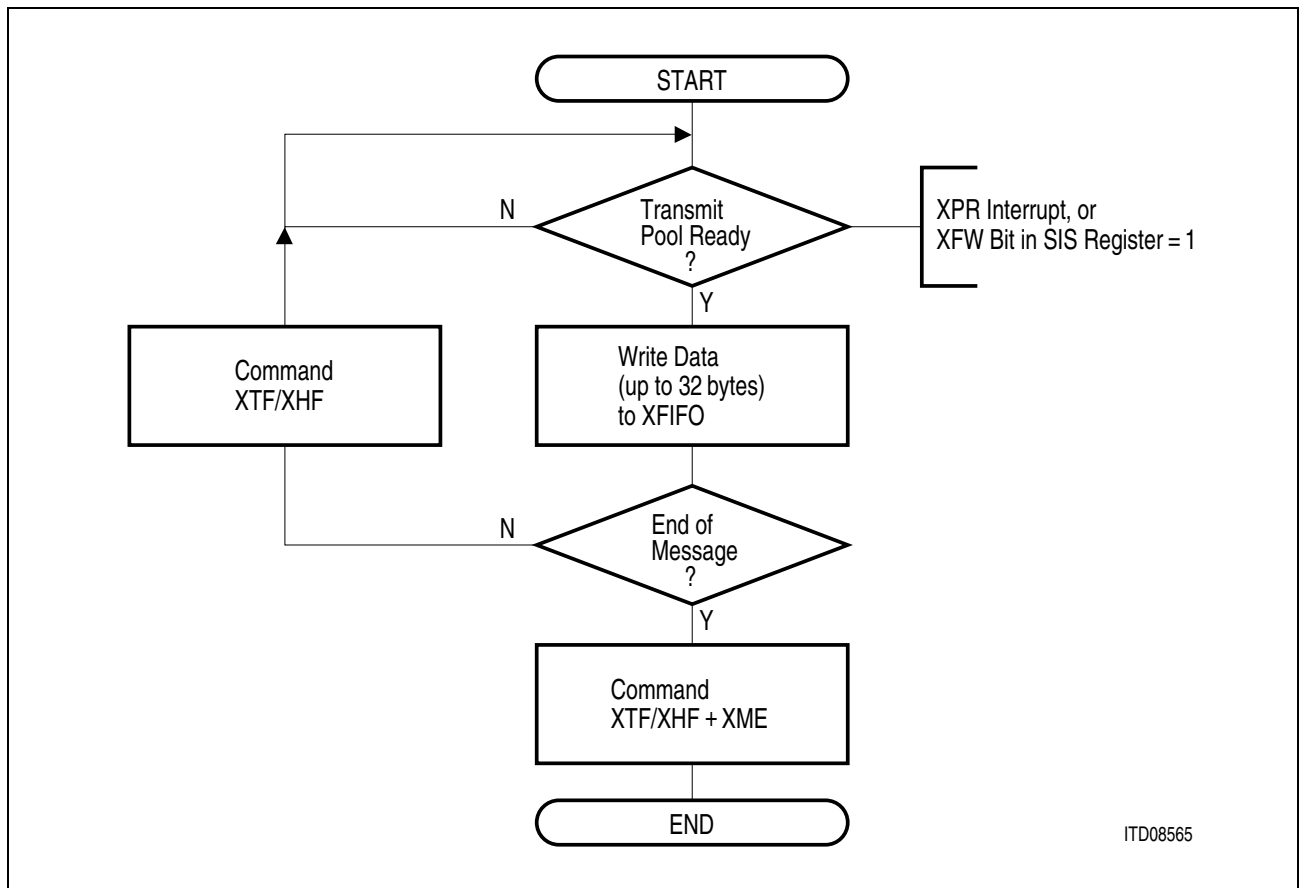 START
N
Transmit
Pool Ready
?
XPR Interrupt, or
XFW Bit in SIS Register = 1
Y
Command
XTF/XHF
Write Data
(up to 32 bytes)
to XFIFO
N
End of
Message
?
Y
Command
XTF/XHF + XME
END
ITD08565